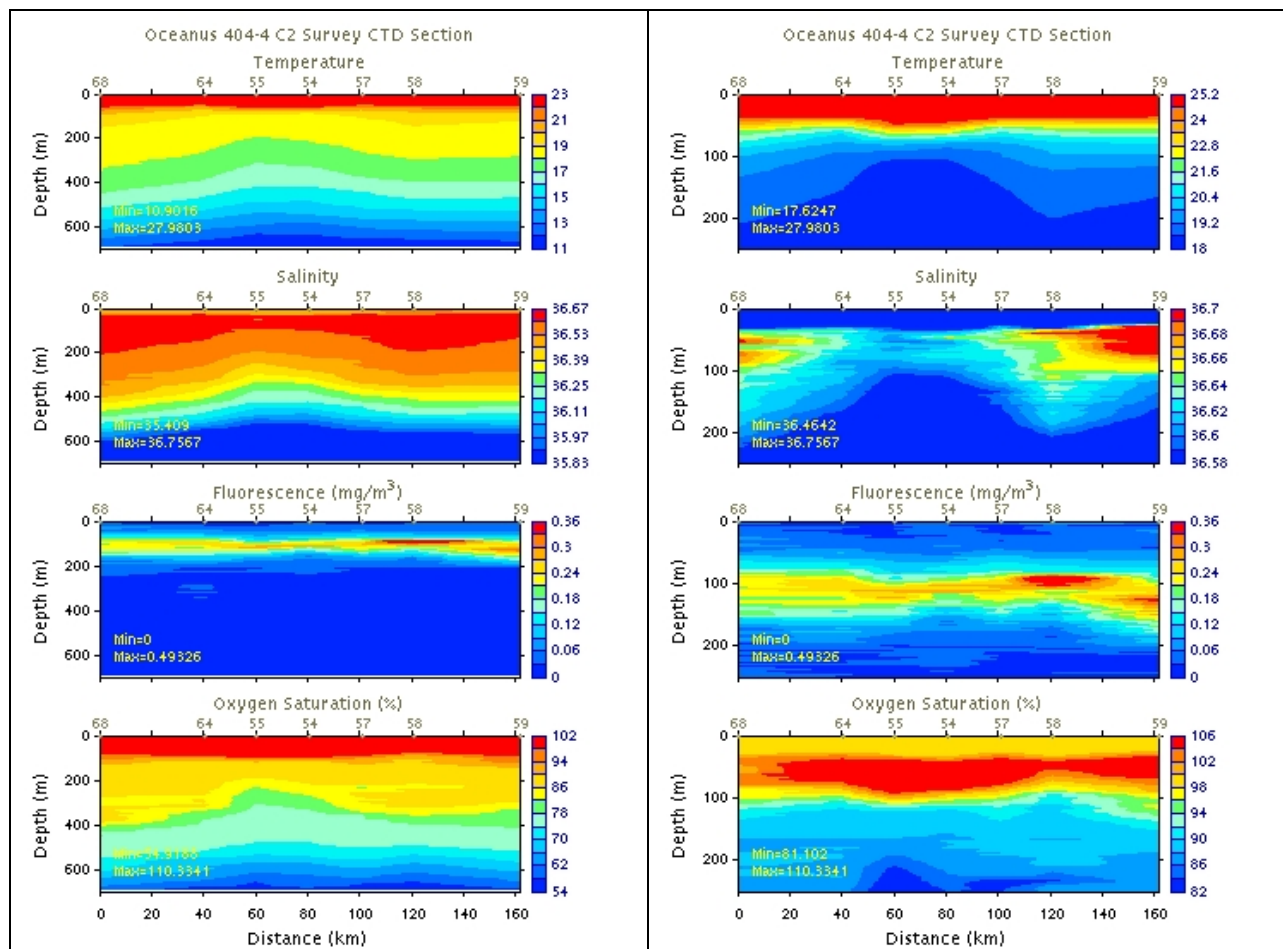 Oceanus 404-4 C2 Survey CTD Section
Temperature
68 64 55 54 57 58 59
0
200
400
600
Depth (m)
23
21
19
17
15
13
11
Min=10.9016
Max=27.9803
Salinity
68 64 55 54 57 58 59
0
200
400
600
Depth (m)
36.67
36.53
36.39
36.25
36.11
35.97
35.83
Min=35.409
Max=36.7567
Fluorescence (mg/m3)
68 64 55 54 57 58 59
0
200
400
600
Depth (m)
0.36
0.3
0.24
0.18
0.12
0.06
0
Min=0
Max=0.49326
Oxygen Saturation (%)
68 64 55 54 57 58 59
0
200
400
600
Depth (m)
102
94
86
78
70
62
54
Max=110.3341
0 20 40 60 80 100 120 140 160
Distance (km)
Oceanus 404-4 C2 Survey CTD Section
Temperature
68 64 55 54 57 58 59
0
100
200
Depth (m)
25.2
24
22.8
21.6
20.4
19.2
18
Min=17.6247
Max=27.9803
Salinity
68 64 55 54 57 58 59
0
100
200
Depth (m)
36.7
36.68
36.66
36.64
36.62
36.6
36.58
Min=36.4642
Max=36.7567
Fluorescence (mg/m3)
68 64 55 54 57 58 59
0
100
200
Depth (m)
0.36
0.3
0.24
0.18
0.12
0.06
0
Min=0
Max=0.49326
Oxygen Saturation (%)
68 64 55 54 57 58 59
0
100
200
Depth (m)
106
102
98
94
90
86
82
Min=81.102
Max=110.3341
0 20 40 60 80 100 120 140 160
Distance (km)